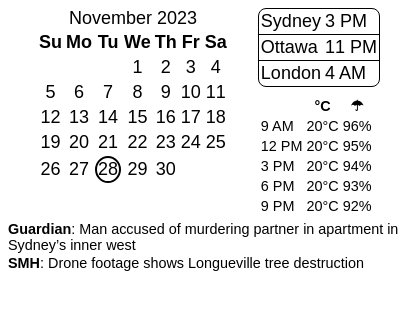 November 2023
Su Mo Tu We Th Fr Sa
1 2 3 4
5 6 7 8 9 10 11
12 13 14 15 16 17 18
19 20 21 22 23 24 25
26 27 28 29 30
Sydney 3 PM
Ottawa 11 PM
London 4 AM
°C ☂
9 AM 20°C 96%
12 PM 20°C 95%
3 PM 20°C 94%
6 PM 20°C 93%
9 PM 20°C 92%
Guardian: Man accused of murdering partner in apartment in
Sydney's inner west
SMH: Drone footage shows Longueville tree destruction